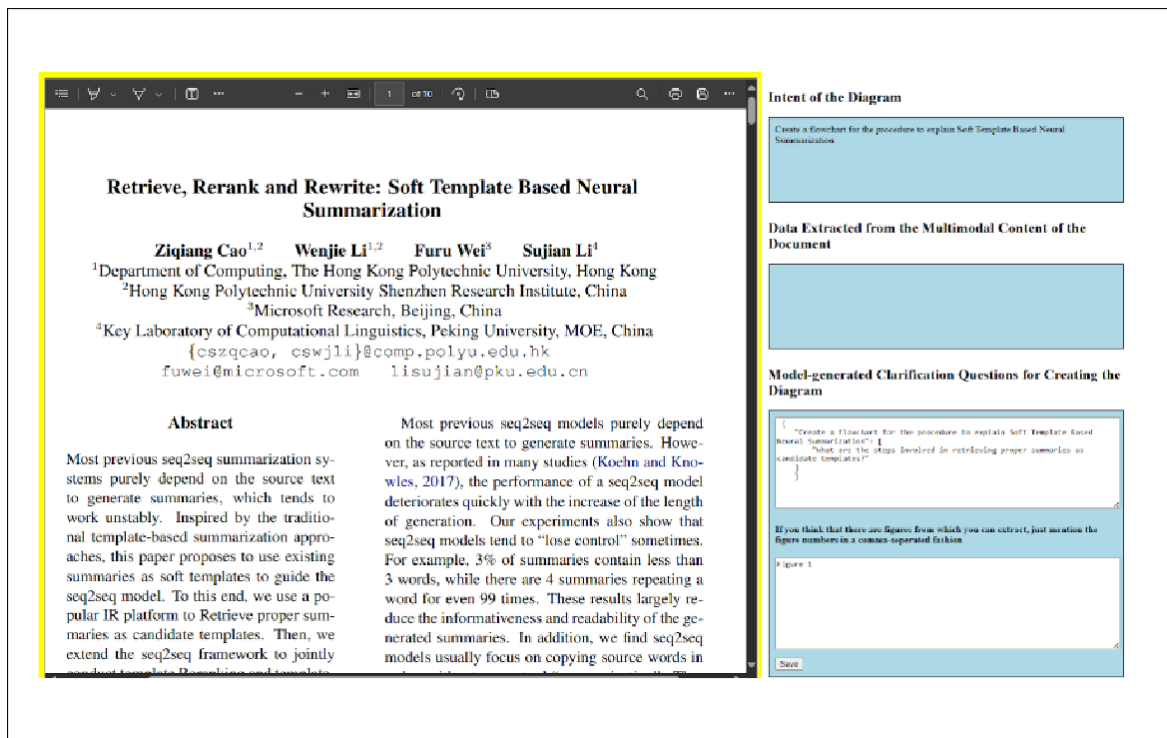 1 of 10
Retrieve, Rerank and Rewrite: Soft Template Based Neural
Summarization
Ziqiang Cao1,2 Wenjie Li1,2 Furu Wei3 Sujian Li4
1Department of Computing, The Hong Kong Polytechnic University, Hong Kong
2Hong Kong Polytechnic University Shenzhen Research Institute, China
3Microsoft Research, Beijing, China
4Key Laboratory of Computational Linguistics, Peking University, MOE, China
{cszqcao, cswjli}@comp.polyu.edu.hk
fuwei@microsoft.com lisujian@pku.edu.cn
Abstract
Most previous seq2seq summarization sy-
stems purely depend on the source text
to generate summaries, which tends to
work unstably. Inspired by the traditio-
nal template-based summarization appro-
aches, this paper proposes to use existing
summaries as soft templates to guide the
seq2seq model. To this end, we use a po-
pular IR platform to Retrieve proper sum-
maries as candidate templates. Then, we
extend the seq2seq framework to jointly
conduct template Reranking and template-
Most previous seq2seq models purely depend
on the source text to generate summaries. Howe-
ver, as reported in many studies (Koehn and Kno-
wles, 2017), the performance of a seq2seq model
deteriorates quickly with the increase of the length
of generation. Our experiments also show that
seq2seq models tend to “lose control” sometimes.
For example, 3% of summaries contain less than
3 words, while there are 4 summaries repeating a
word for even 99 times. These results largely re-
duce the informativeness and readability of the ge-
nerated summaries. In addition, we find seq2seq
models usually focus on copying source words in
Intent of the Diagram
Create a flowchart for the procedure to explain Soft Template Based Neural
Summarization
Data Extracted from the Multimodal Content of the
Document
Model-generated Clarification Questions for Creating the
Diagram
{
"Create a flowchart for the procedure to explain Soft Template Based
Neural Summarization": [
"What are the steps involved in retrieving proper summaries as
candidate templates?"
]
}
If you think that there are figures from which you can extract, just mention the
figure numbers in a comma-seperated fashion
Figure 1
Save